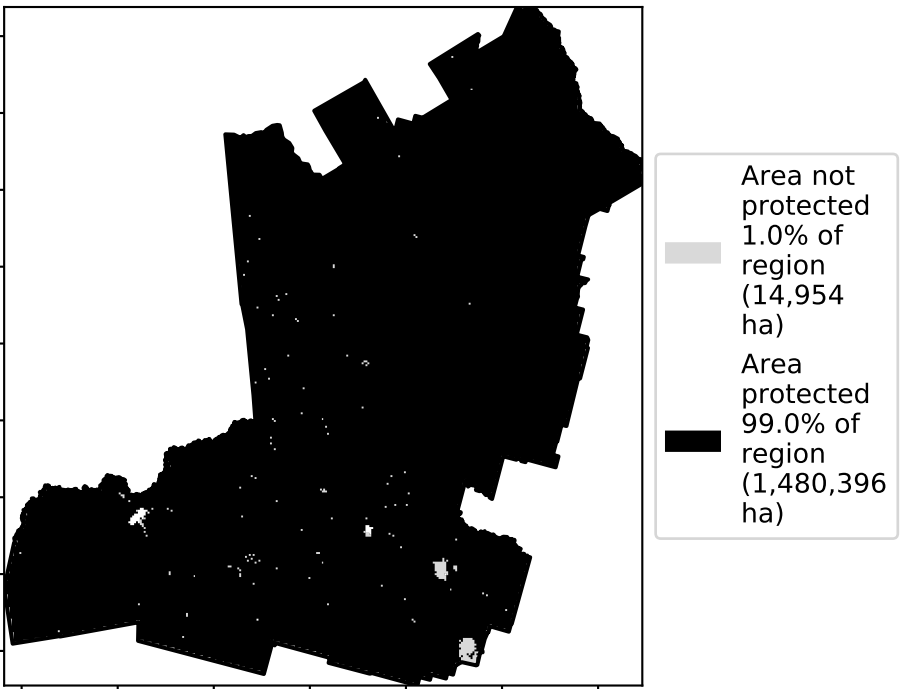 Area not
protected
1.0% of
region
(14,954
ha)
Area
protected
99.0% of
region
(1,480,396
ha)